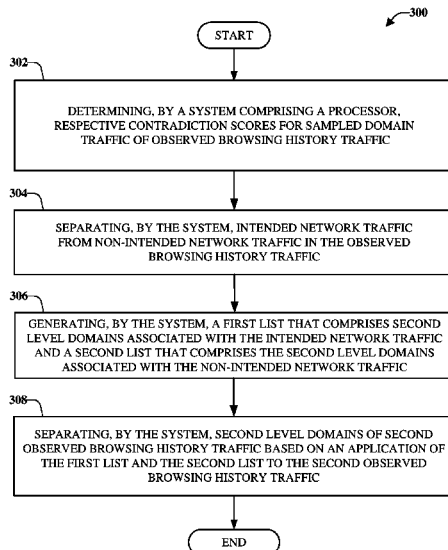 300
START
302
DETERMINING, BY A SYSTEM COMPRISING A PROCESSOR,
RESPECTIVE CONTRADICTION SCORES FOR SAMPLED DOMAIN
TRAFFIC OF OBSERVED BROWSING HISTORY TRAFFIC
304
SEPARATING, BY THE SYSTEM, INTENDED NETWORK TRAFFIC
FROM NON-INTENDED NETWORK TRAFFIC IN THE OBSERVED
BROWSING HISTORY TRAFFIC
306
GENERATING, BY THE SYSTEM, A FIRST LIST THAT COMPRISES SECOND
LEVEL DOMAINS ASSOCIATED WITH THE INTENDED NETWORK TRAFFIC
AND A SECOND LIST THAT COMPRISES THE SECOND LEVEL DOMAINS
ASSOCIATED WITH THE NON-INTENDED NETWORK TRAFFIC
308
SEPARATING, BY THE SYSTEM, SECOND LEVEL DOMAINS OF SECOND
OBSERVED BROWSING HISTORY TRAFFIC BASED ON AN APPLICATION OF
THE FIRST LIST AND THE SECOND LIST TO THE SECOND OBSERVED
BROWSING HISTORY TRAFFIC
END